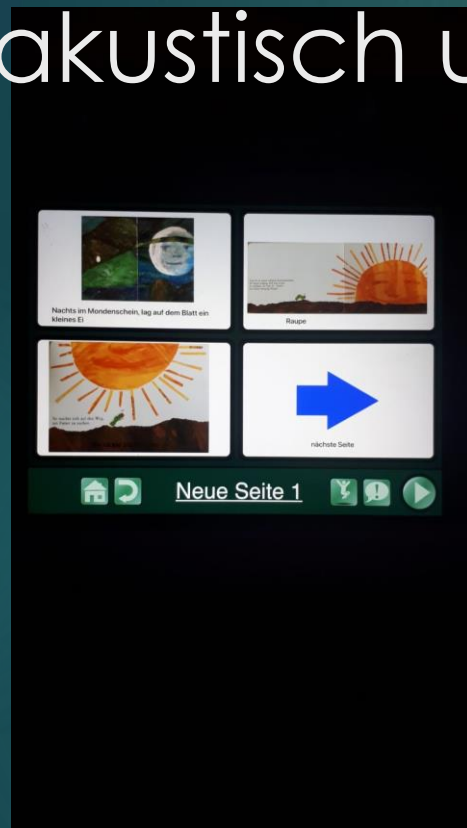 akustisch u
Nachts im Mondenschein, lag auf dem Blatt ein
kleines Ei
Raupe
nächste Seite
Neue Seite 1